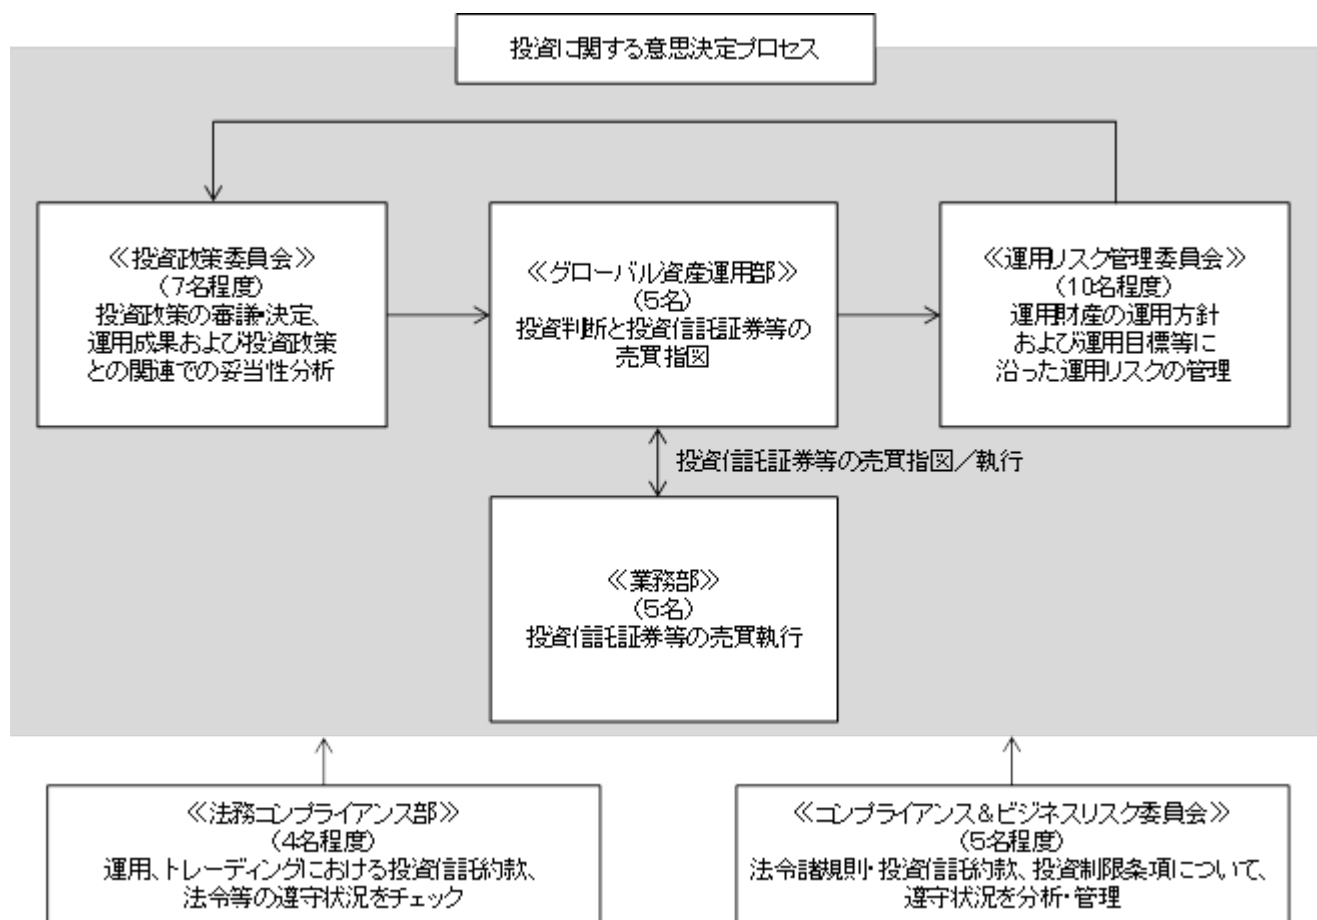 投資に関する意思決定プロセス
≪投資政策委員会≫
(7名程度)
投資政策の審議・決定、
運用成果および投資政策
との関連での妥当性分析
≪グローバル資産運用部≫
(5名)
投資判断と投資信託証券等の
売買指図
≪運用リスク管理委員会≫
(10名程度)
運用財産の運用方針
および運用目標等に
沿った運用リスクの管理
投資信託証券等の売買指図／執行
≪業務部≫
(5名)
投資信託証券等の売買執行
≪法務コンプライアンス部≫
(4名程度)
運用、トレーディングにおける投資信託約款、
法令等の遵守状況をチェック
≪コンプライアンス＆ビジネスリスク委員会≫
(5名程度)
法令諸規則・投資信託約款、投資制限条項について、
遵守状況を分析・管理